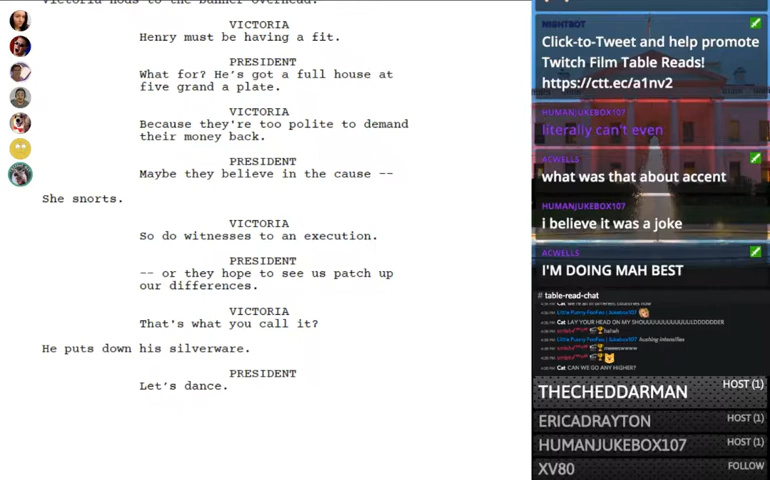 Victoria nods to the banner overhead.
VICTORIA
Henry must be having a fit.
PRESIDENT
What for? He's got a full house at
five grand a plate.
VICTORIA
Because they're too polite to demand
their money back.
PRESIDENT
Maybe they believe in the cause --
She snorts.
VICTORIA
So do witnesses to an execution.
PRESIDENT
-- or they hope to see us patch up
our differences.
VICTORIA
That's what you call it?
He puts down his silverware.
PRESIDENT
Let's dance.
NIGHTBOT
Click-to-Tweet and help promote
Twitch Film Table Reads!
https://ctt.ec/a1nv2
HUMANJUKEBOX107
literally can't even
ACWELLS
what was that about accent
HUMANJUKEBOX107
i believe it was a joke
ACWELLS
I'M DOING MAH BEST
# table-read-chat
Cat LAY YOUR HEAD ON MY SHOUUUUUUUUUUULDDDDDDER
hahah
Cat CAN WE GO ANY HIGHER?
THECHEDDARMAN HOST (1)
ERICADRAYTON HOST (1)
HUMANJUKEBOX107 HOST (1)
XV80 FOLLOW